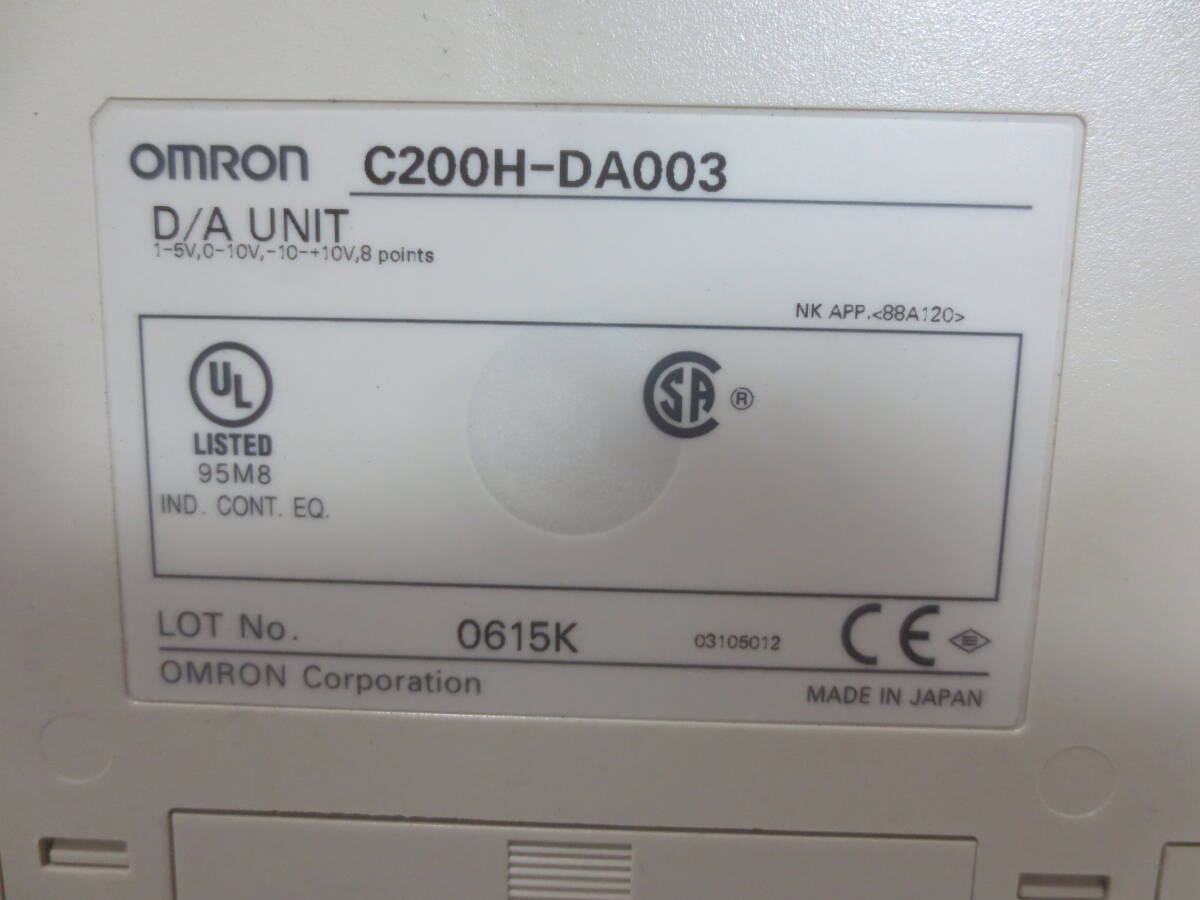 OMRON C200H-DA003
D/A UNIT
1-5V,0-10V,-10-+10V,8 points
NK APP.<88A120>
UL
LISTED
95M8
IND. CONT. EQ.
SA ®
LOT No. 0615K 03105012 CE
OMRON Corporation
MADE IN JAPAN